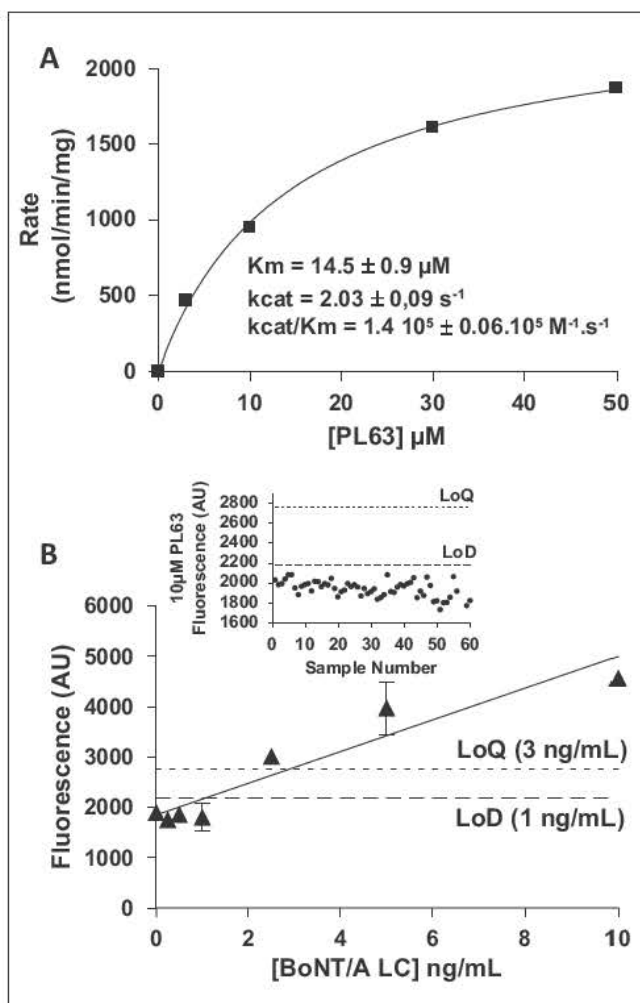 A
2000
1500
1000
500
0
Rate
(nmol/min/mg)
Km = 14.5 ± 0.9 µM
kcat = 2.03 ± 0,09 s-1
kcat/Km = 1.4 10⁵ ± 0.06.10⁵ M⁻¹.s⁻¹
0 10 20 30 40 50
[PL63] µM
B
10µM PL63
Fluorescence (AU)
2800
2600
2400
2200
2000
1800
1600
LoQ
LoD
0 10 20 30 40 50 60
Sample Number
6000
5000
4000
3000
2000
1000
0
Fluorescence (AU)
LoQ (3 ng/mL)
LoD (1 ng/mL)
0 2 4 6 8 10
[BoNT/A LC] ng/mL